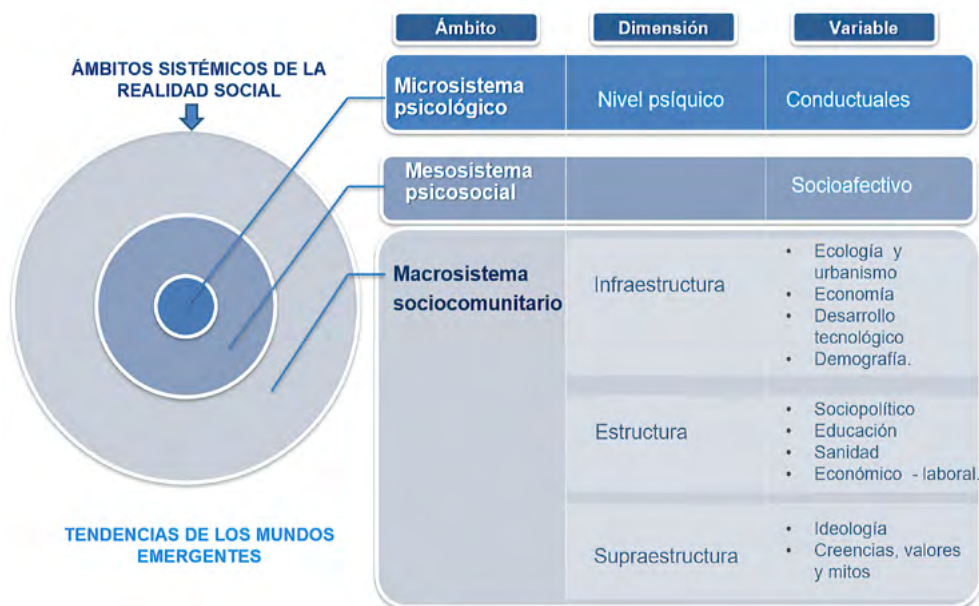 Ámbito
Dimensión
Variable
ÁMBITOS SISTÉMICOS DE LA
REALIDAD SOCIAL
Microsistema
psicológico
Nivel psíquico
Conductuales
Mesosistema
psicosocial
Socioafectivo
Macrosistema
sociocomunitario
Infraestructura
• Ecología y
urbanismo
• Economía
• Desarrollo
tecnológico
• Demografía.
Estructura
• Sociopolítico
• Educación
• Sanidad
• Económico - laboral.
Supraestructura
• Ideología
• Creencias, valores
y mitos
TENDENCIAS DE LOS MUNDOS
EMERGENTES